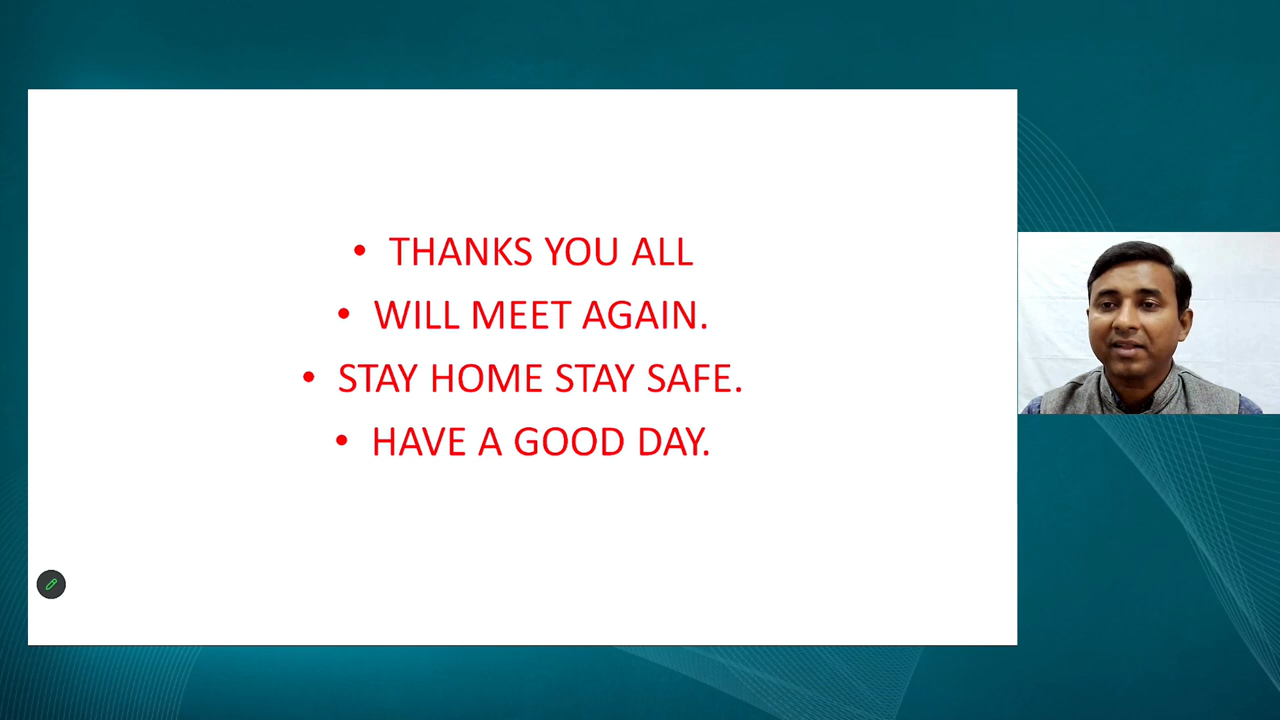 • THANKS YOU ALL
• WILL MEET AGAIN.
• STAY HOME STAY SAFE.
• HAVE A GOOD DAY.